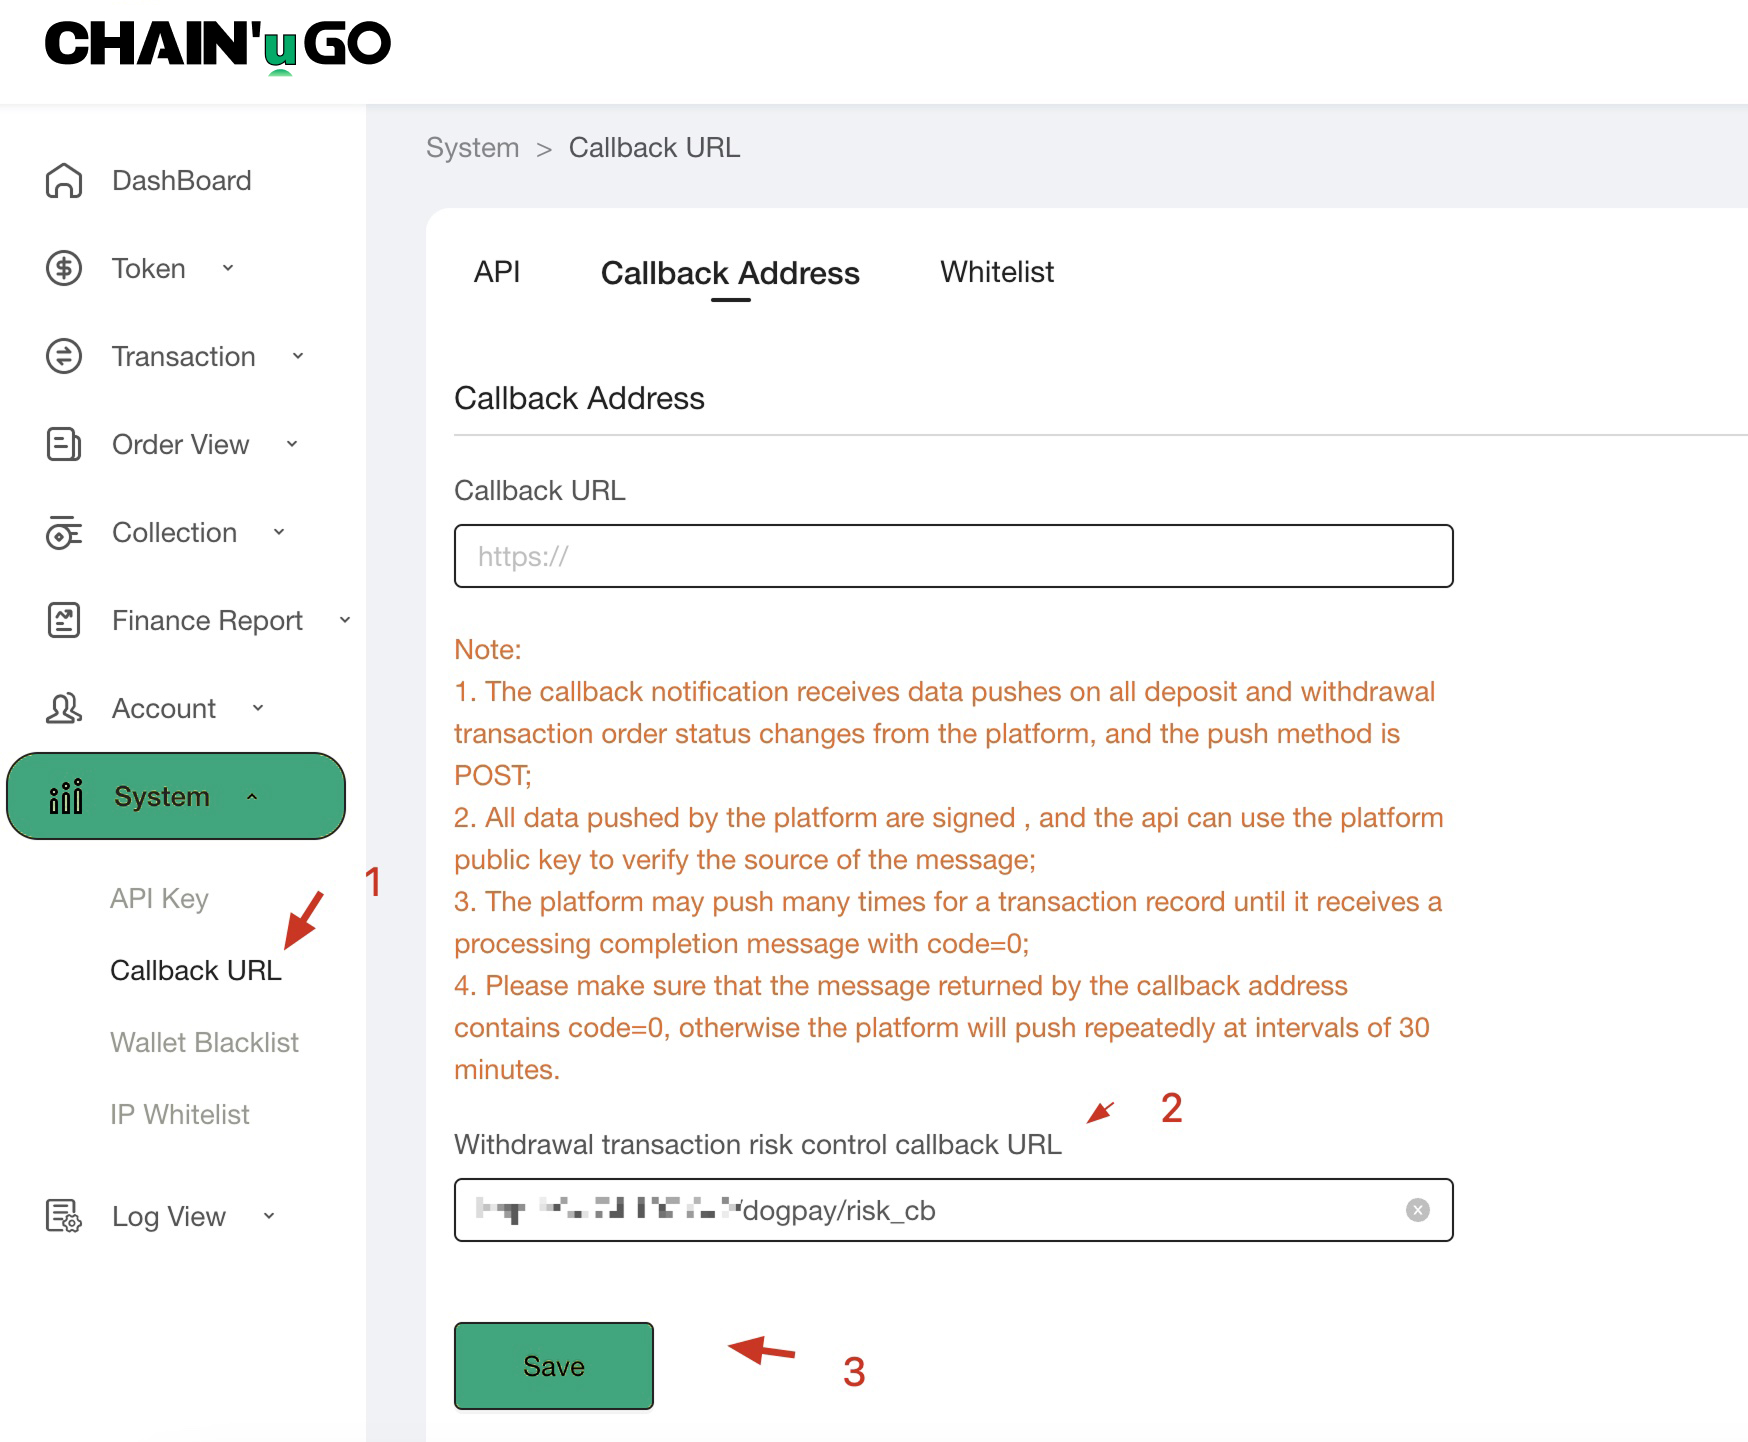 CHAIN'uGO
System > Callback URL
DashBoard
Token
Transaction
Order View
Collection
Finance Report
Account
System
API Key
1
Callback URL
Wallet Blacklist
IP Whitelist
Log View
API Callback Address Whitelist
Callback Address
Callback URL
https://
Note:
1. The callback notification receives data pushes on all deposit and withdrawal
transaction order status changes from the platform, and the push method is
POST;
2. All data pushed by the platform are signed , and the api can use the platform
public key to verify the source of the message;
3. The platform may push many times for a transaction record until it receives a
processing completion message with code=0;
4. Please make sure that the message returned by the callback address
contains code=0, otherwise the platform will push repeatedly at intervals of 30
minutes.
2
Withdrawal transaction risk control callback URL
/dogpay/risk_cb
Save
3